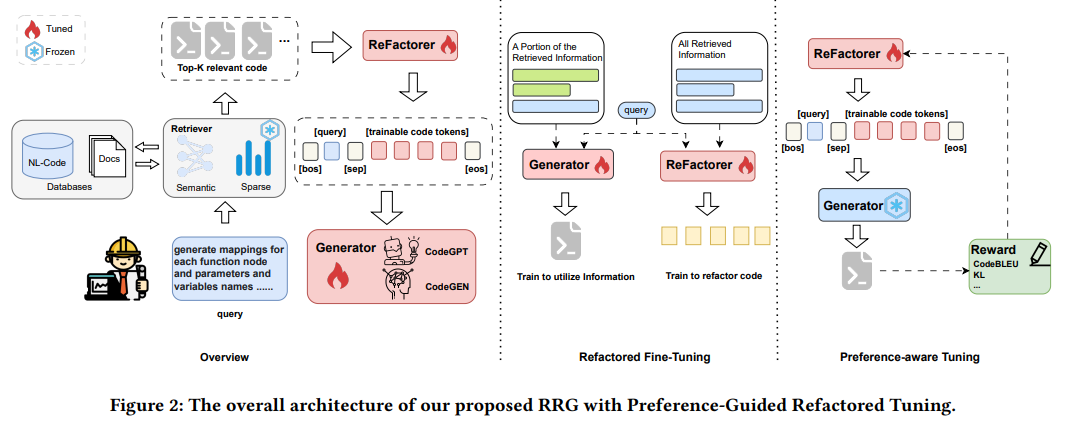 Tuned
Frozen
Top-K relevant code
...
ReFactorer
NL-Code
Docs
Databases
Retriever
Semantic
Sparse
[query]
[trainable code tokens]
[bos]
[sep]
[eos]
generate mappings for
each function node
and parameters and
variables names ......
query
Generator
CodeGPT
CodeGEN
Overview
A Portion of the
Retrieved Information
All Retrieved
Information
query
Generator
ReFactorer
Train to utilize Information
Train to refactor code
Refactored Fine-Tuning
ReFactorer
[query]
[trainable code tokens]
[bos]
[sep]
[eos]
Generator
Reward
CodeBLEU
KL
...
Preference-aware Tuning
Figure 2: The overall architecture of our proposed RRG with Preference-Guided Refactored Tuning.